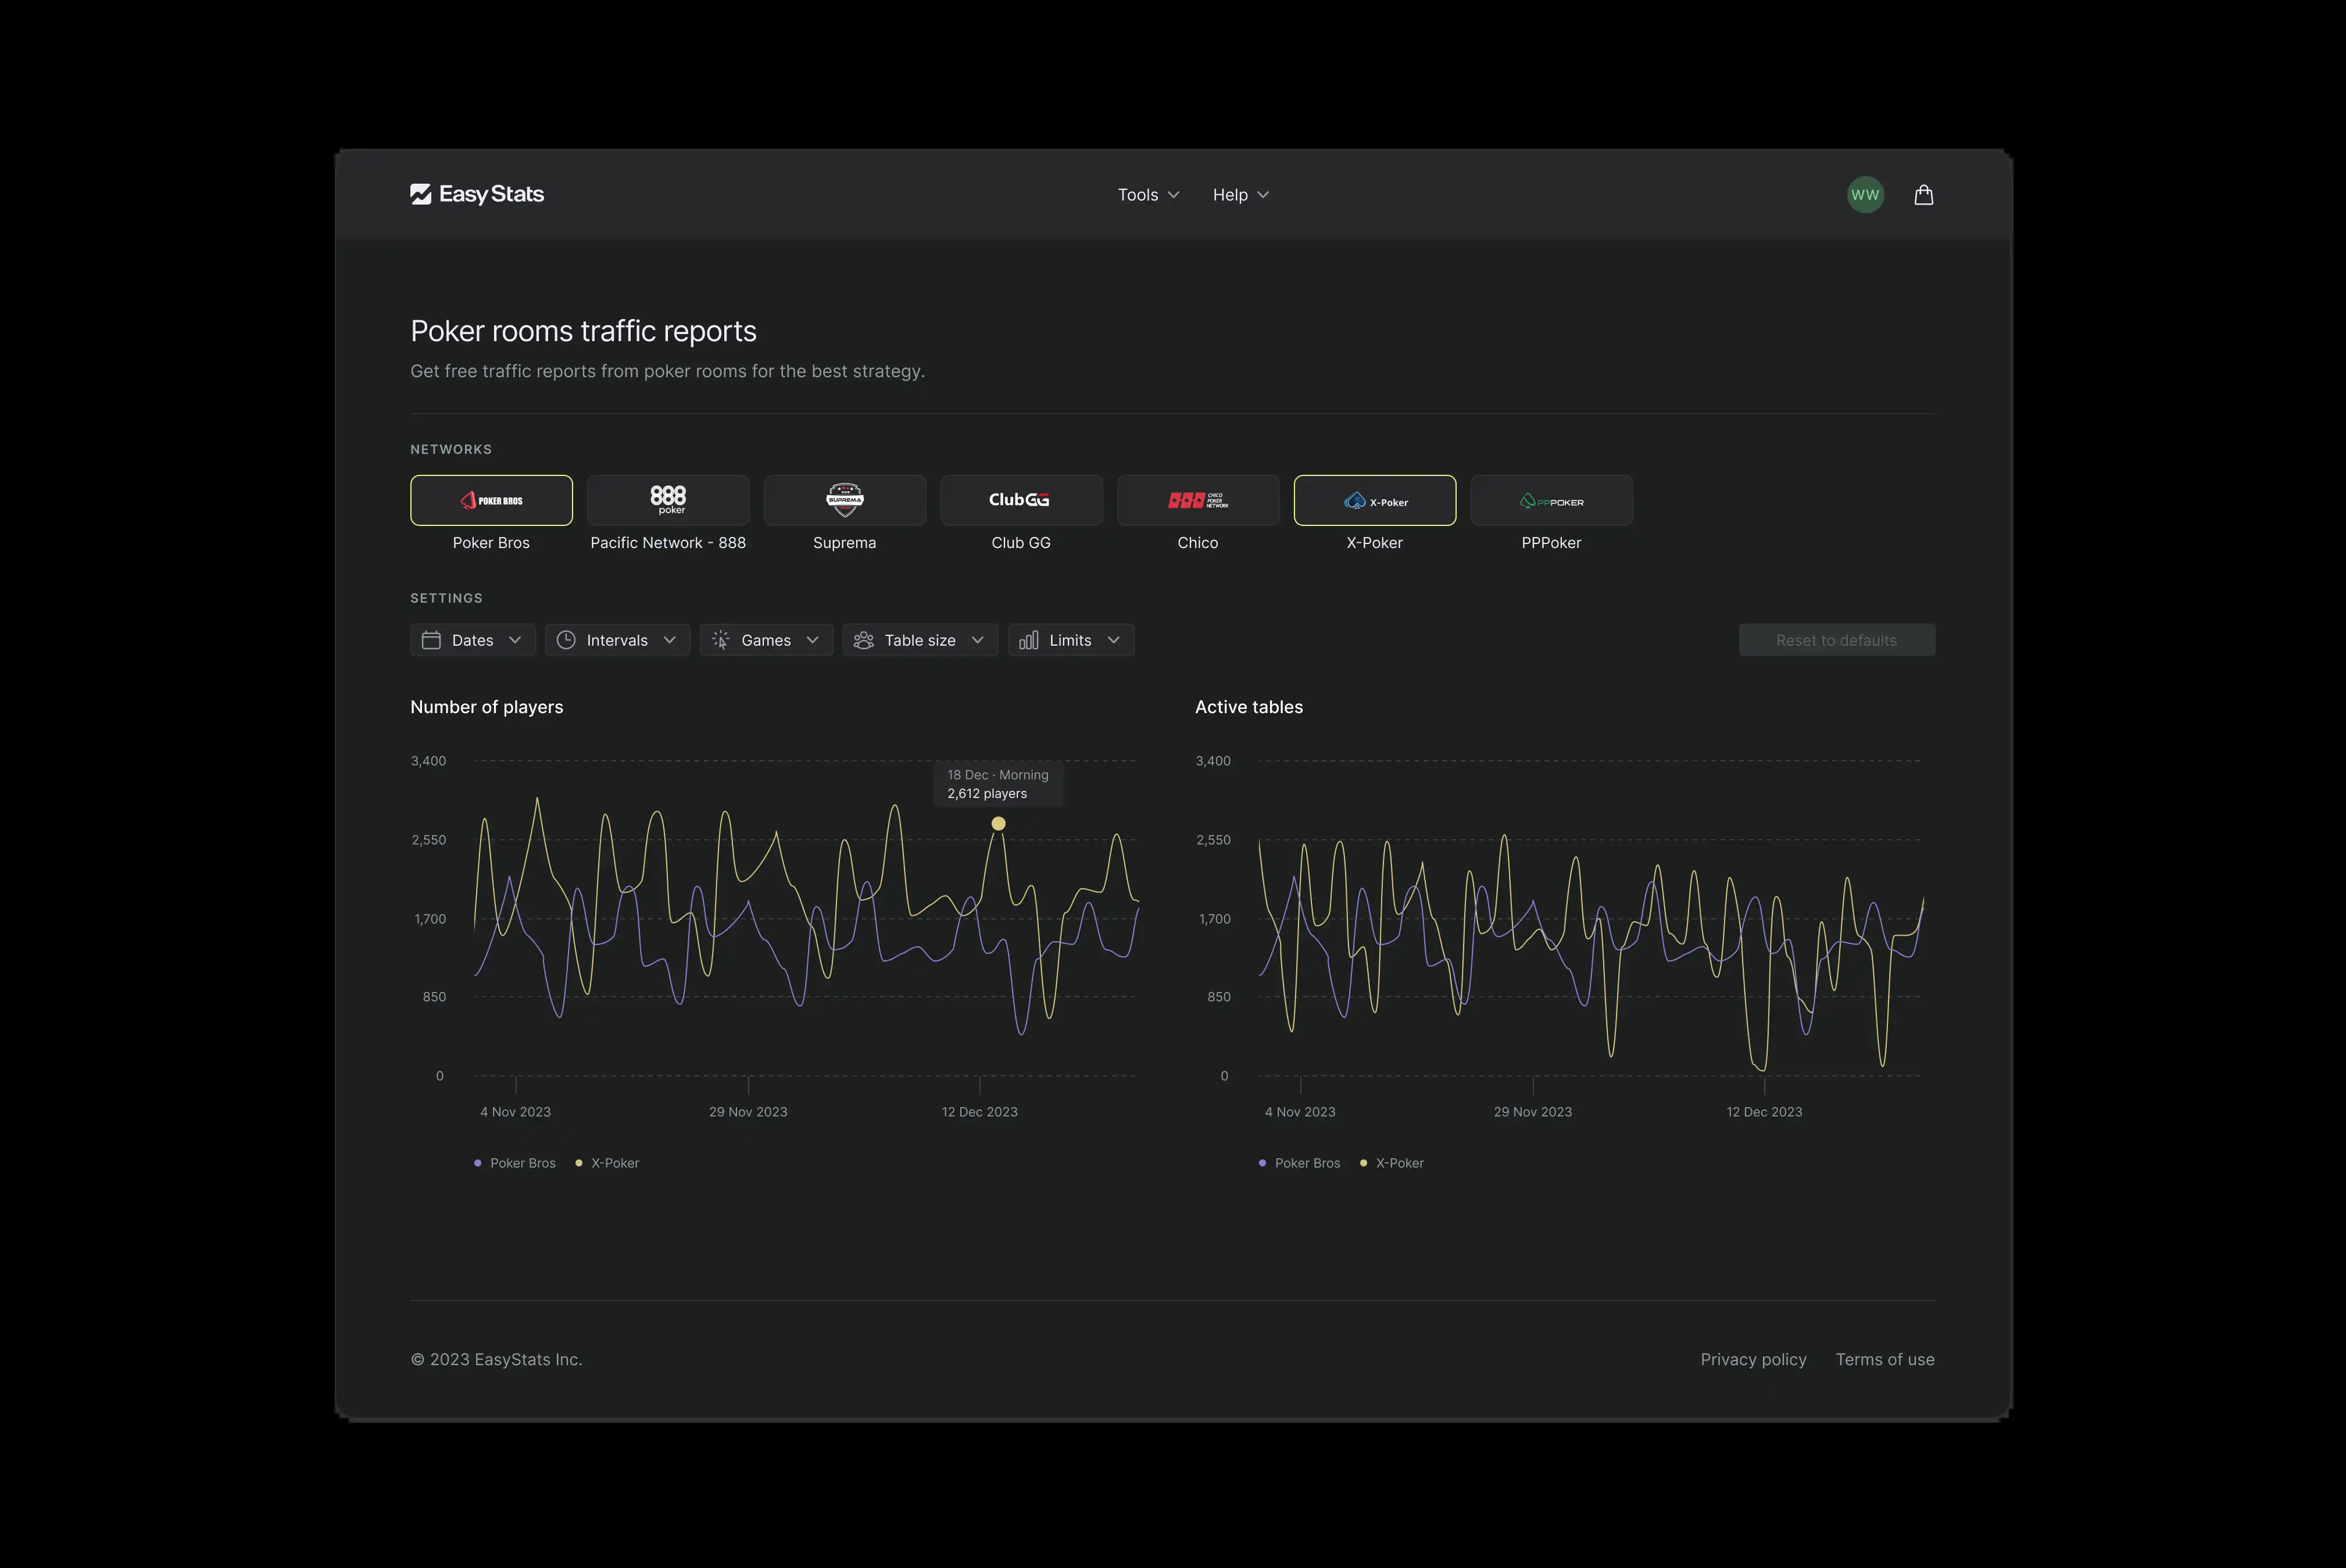 Easy Stats
Tools
Help
WW
Poker rooms traffic reports
Get free traffic reports from poker rooms for the best strategy.
NETWORKS
POKER BROS
888
poker
SUPREMA
ClubGG
CHICO
POKER
NETWORK
X-Poker
PPPOKER
Poker Bros
Pacific Network - 888
Suprema
Club GG
Chico
X-Poker
PPPoker
SETTINGS
Dates
Intervals
Games
Table size
Limits
Reset to defaults
Number of players
3,400
2,550
1,700
850
0
18 Dec · Morning
2,612 players
4 Nov 2023
29 Nov 2023
12 Dec 2023
Poker Bros
X-Poker
Active tables
3,400
2,550
1,700
850
0
4 Nov 2023
29 Nov 2023
12 Dec 2023
Poker Bros
X-Poker
© 2023 EasyStats Inc.
Privacy policy
Terms of use